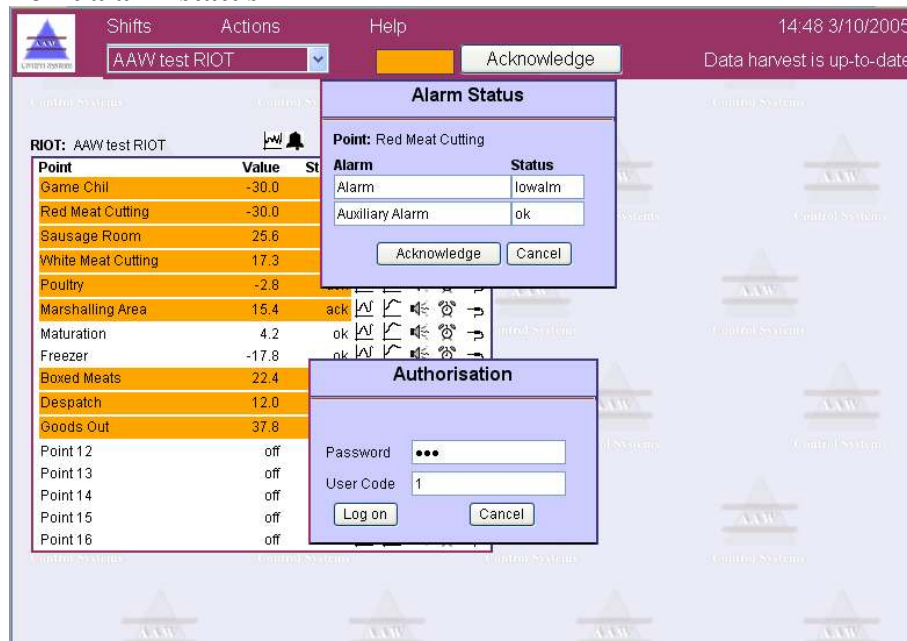 Shifts Actions Help 14:48 3/10/2005
AAW test RIOT Acknowledge Data harvest is up-to-date
Alarm Status
RIOT: AAW test RIOT
Point: Red Meat Cutting
Point Value St
Alarm Status
Game Chil -30.0
Alarm lowalm
Red Meat Cutting -30.0
Auxiliary Alarm ok
Sausage Room 25.6
White Meat Cutting 17.3
Acknowledge Cancel
Poultry -2.8
Marshalling Area 15.4 ack
Maturation 4.2 ok
Freezer -17.8 ok
Boxed Meats 22.4
Despatch 12.0
Goods Out 37.8
Point 12 off
Point 13 off
Point 14 off
Point 15 off
Point 16 off
Authorisation
Password •••
User Code 1
Log on Cancel